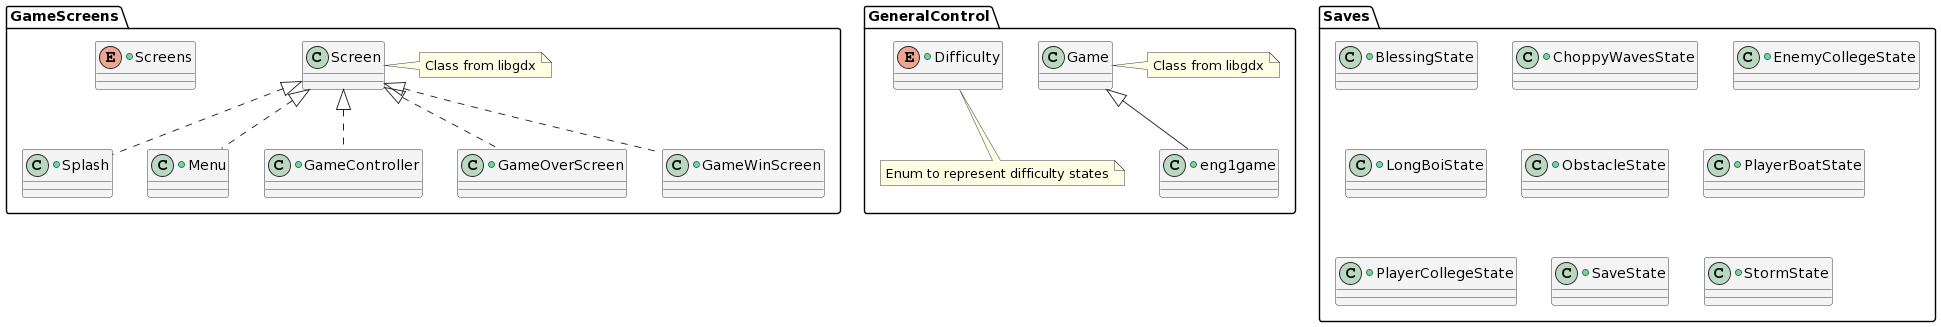 GameScreens
E Screens
C Screen
Class from libgdx
C Splash
C Menu
C GameController
C GameOverScreen
C GameWinScreen
GeneralControl
E Difficulty
C Game
Class from libgdx
Enum to represent difficulty states
C eng1game
Saves
C BlessingState
C ChoppyWavesState
C EnemyCollegeState
C LongBoiState
C ObstacleState
C PlayerBoatState
C PlayerCollegeState
C SaveState
C StormState